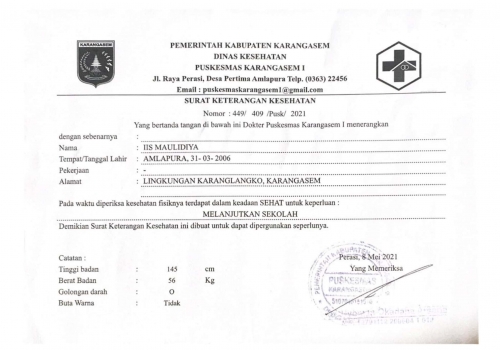 KARANGASEM
PEMERINTAH KABUPATEN KARANGASEM
DINAS KESEHATAN
PUSKESMAS KARANGASEM I
Jl. Raya Perasi, Desa Pertima Amlapura Telp. (0363) 22456
Email : puskesmaskarangasem1@gmail.com
SURAT KETERANGAN KESEHATAN
Nomor : 449/ 409 /Pusk/ 2021
Yang bertanda tangan di bawah ini Dokter Puskesmas Karangasem I menerangkan
dengan sebenarnya :
Nama : IIS MAULIDIYA
Tempat/Tanggal Lahir : AMLAPURA, 31- 03- 2006
Pekerjaan : -
Alamat : LINGKUNGAN KARANGLANGKO, KARANGASEM
Pada waktu diperiksa kesehatan fisiknya terdapat dalam keadaan SEHAT untuk keperluan :
MELANJUTKAN SEKOLAH
Demikian Surat Keterangan Kesehatan ini dibuat untuk dapat dipergunakan seperlunya.
Catatan :
Tinggi badan : 145 cm
Berat Badan : 56 Kg
Golongan darah : O
Buta Warna : Tidak
Perasi, 8 Mei 2021
Yang Memeriksa
PUSKESMAS